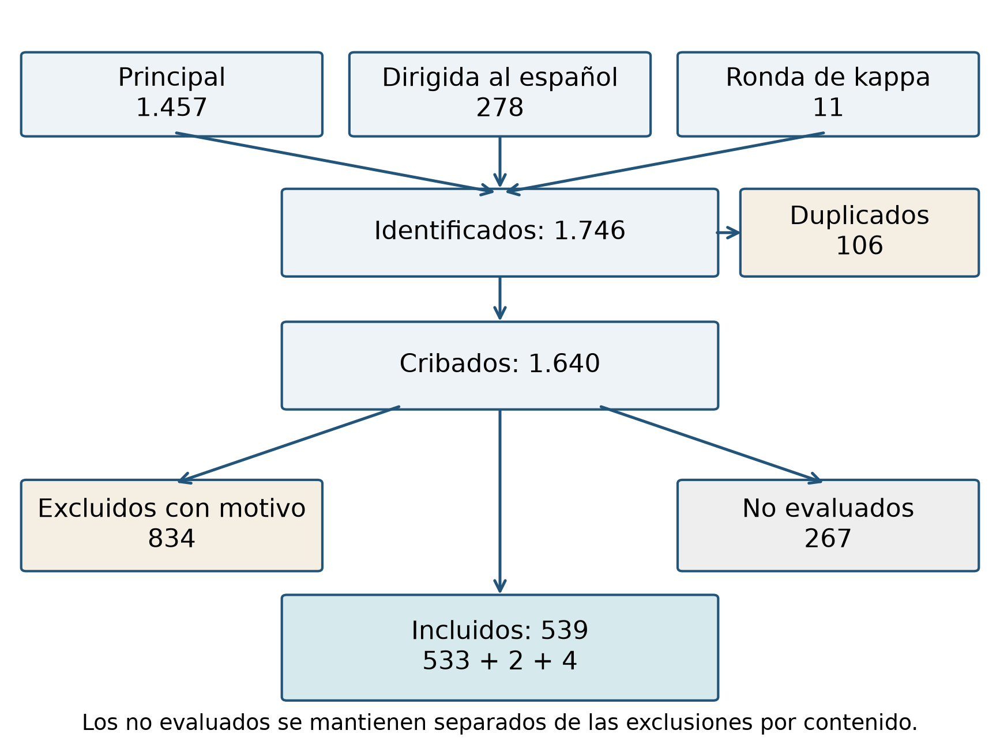 Principal
1.457
Dirigida al español
278
Ronda de kappa
11
Identificados: 1.746
Duplicados
106
Cribados: 1.640
Excluidos con motivo
834
No evaluados
267
Incluidos: 539
533 + 2 + 4
Los no evaluados se mantienen separados de las exclusiones por contenido.